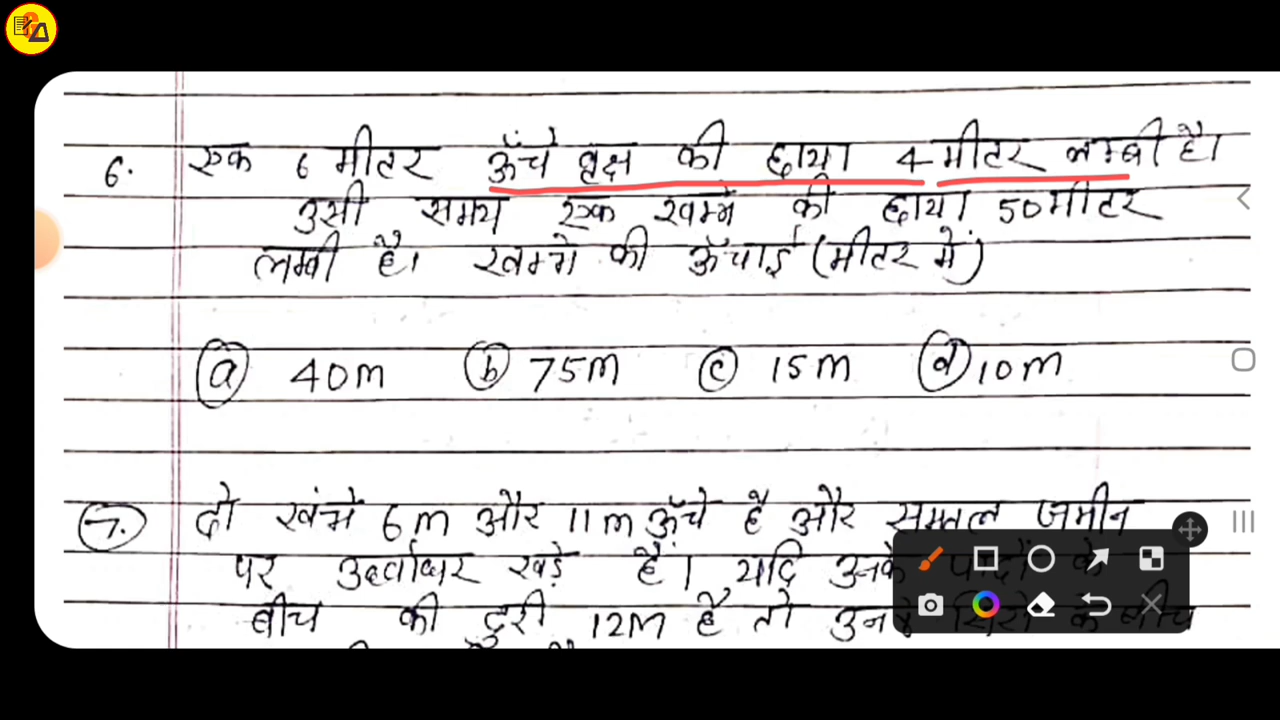 6. एक 6 मीटर ऊँचे वृक्ष की छाया 4 मीटर लम्बी है।
उसी समय एक खम्भे की छाया 50 मीटर
लम्बी है। खम्भे की ऊँचाई (मीटर में)
(a) 40m (b) 75m (c) 15m (d) 10m
7. दो खंभे 6m और 11m ऊँचे है और समतल जमीन
पर उर्ध्वाधर खड़े हैं। यदि उनके के
बीच की दुरी 12m है तो उनके सिरो के बीच